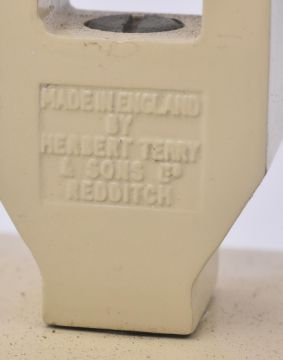 MADE IN ENGLAND
BY
HERBERT TERRY
& SONS LD
REDDITCH